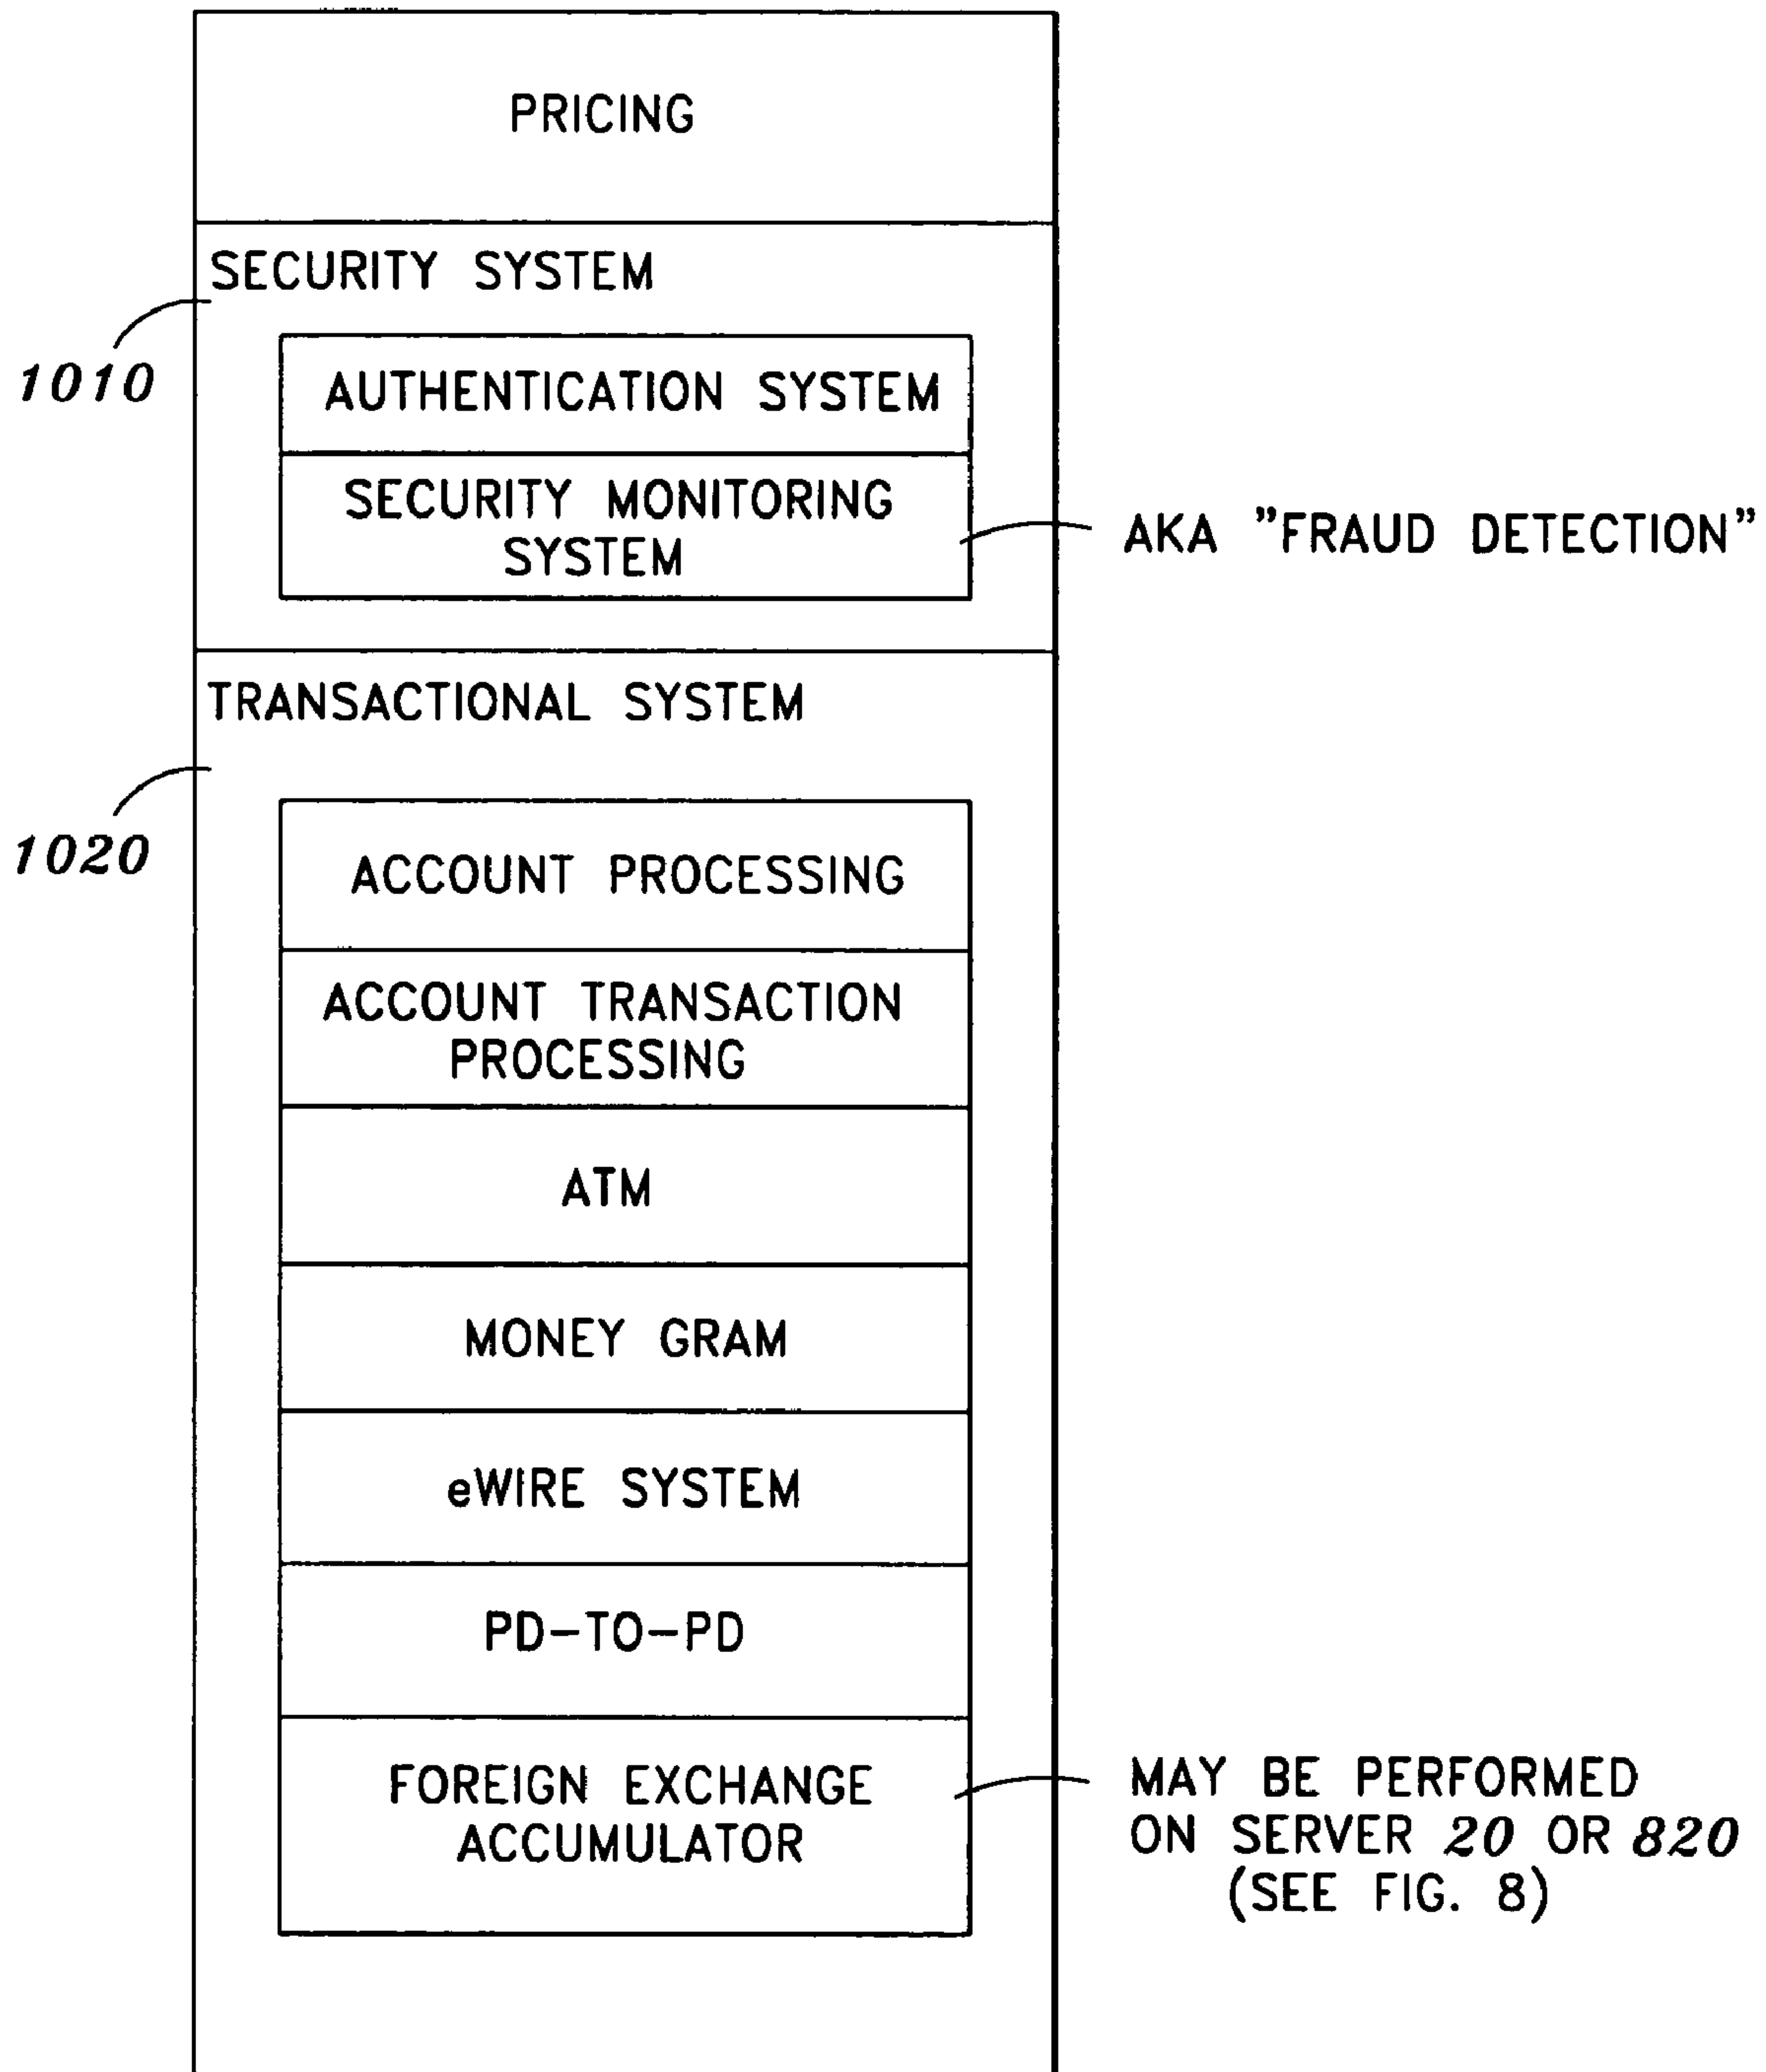 PRICING
SECURITY SYSTEM
1010
AUTHENTICATION SYSTEM
SECURITY MONITORING
SYSTEM
AKA "FRAUD DETECTION"
TRANSACTIONAL SYSTEM
1020
ACCOUNT PROCESSING
ACCOUNT TRANSACTION
PROCESSING
ATM
MONEY GRAM
eWIRE SYSTEM
PD-TO-PD
FOREIGN EXCHANGE
ACCUMULATOR
MAY BE PERFORMED
ON SERVER 20 OR 820
(SEE FIG. 8)